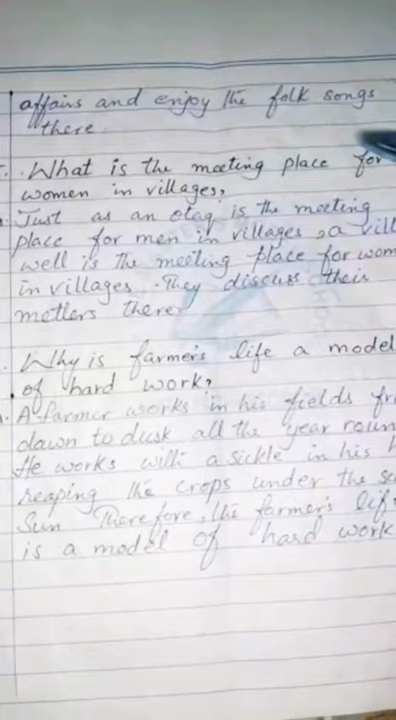 affairs and enjoy the folk songs
there.
What is the meeting place for
women in villages,
Just as an otaq is the meeting
place for men in villages, a vill
well is the meeting place for wom
in villages. They discuss their
metlers there
Why is farmer's life a model
of hard work,
A farmer works in his fields fr
dawn to dusk all the year roun
He works with a sickle in his h
reaping the crops under the sc
Sun Therefore, the farmer's lif
is a model of hard work